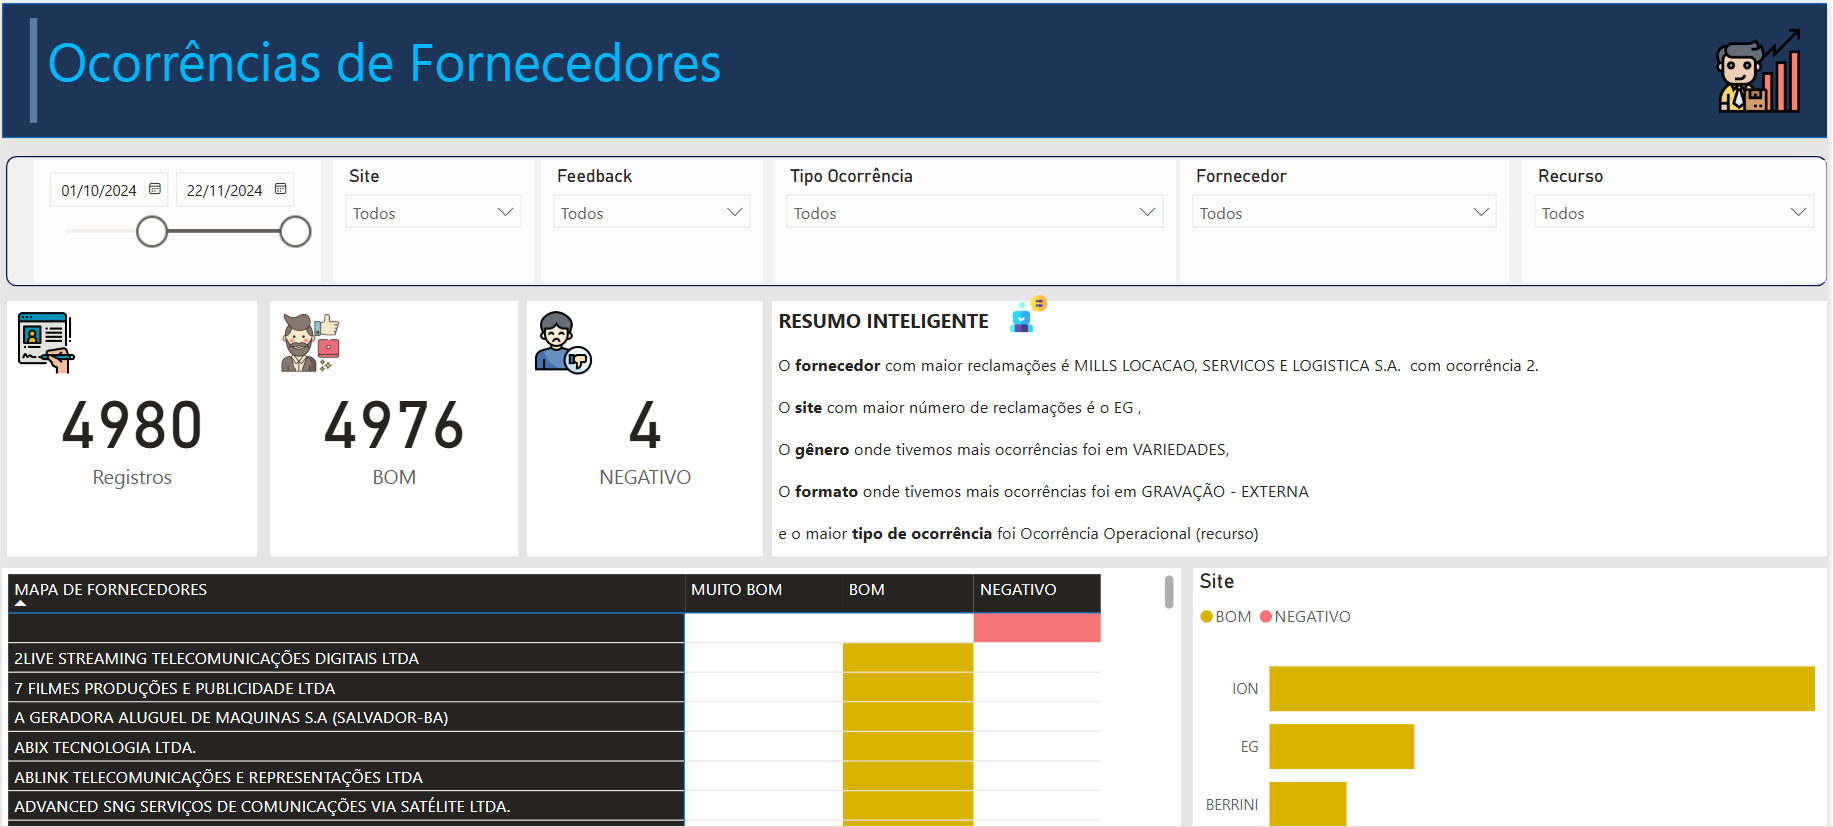 Ocorrências de Fornecedores
01/10/2024 22/11/2024
Site
Todos
Feedback
Todos
Tipo Ocorrência
Todos
Fornecedor
Todos
Recurso
Todos
4980
Registros
4976
BOM
4
NEGATIVO
RESUMO INTELIGENTE
O fornecedor com maior reclamações é MILLS LOCACAO, SERVICOS E LOGISTICA S.A.  com ocorrência 2.
O site com maior número de reclamações é o EG ,
O gênero onde tivemos mais ocorrências foi em VARIEDADES,
O formato onde tivemos mais ocorrências foi em GRAVAÇÃO - EXTERNA
e o maior tipo de ocorrência foi Ocorrência Operacional (recurso)
MAPA DE FORNECEDORES MUITO BOM BOM NEGATIVO
2LIVE STREAMING TELECOMUNICAÇÕES DIGITAIS LTDA
7 FILMES PRODUÇÕES E PUBLICIDADE LTDA
A GERADORA ALUGUEL DE MAQUINAS S.A (SALVADOR-BA)
ABIX TECNOLOGIA LTDA.
ABLINK TELECOMUNICAÇÕES E REPRESENTAÇÕES LTDA
ADVANCED SNG SERVIÇOS DE COMUNICAÇÕES VIA SATÉLITE LTDA.
Site
BOM NEGATIVO
ION
EG
BERRINI